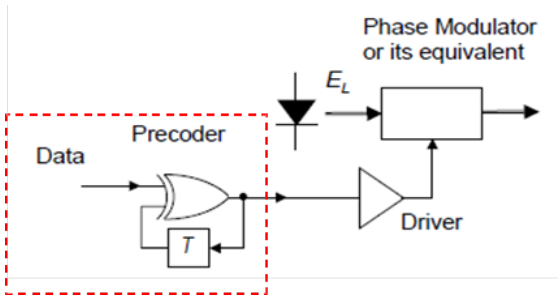 Phase Modulator
or its equivalent
E_L
Precoder
Data
T
Driver